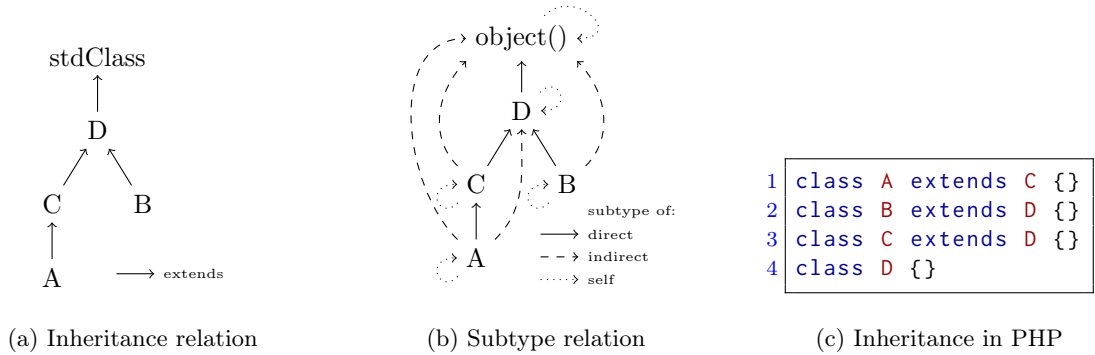 stdClass
D
C
B
A
extends
(a) Inheritance relation
object()
D
C
B
A
subtype of:
direct
indirect
self
(b) Subtype relation
1 class A extends C {}
2 class B extends D {}
3 class C extends D {}
4 class D {}
(c) Inheritance in PHP